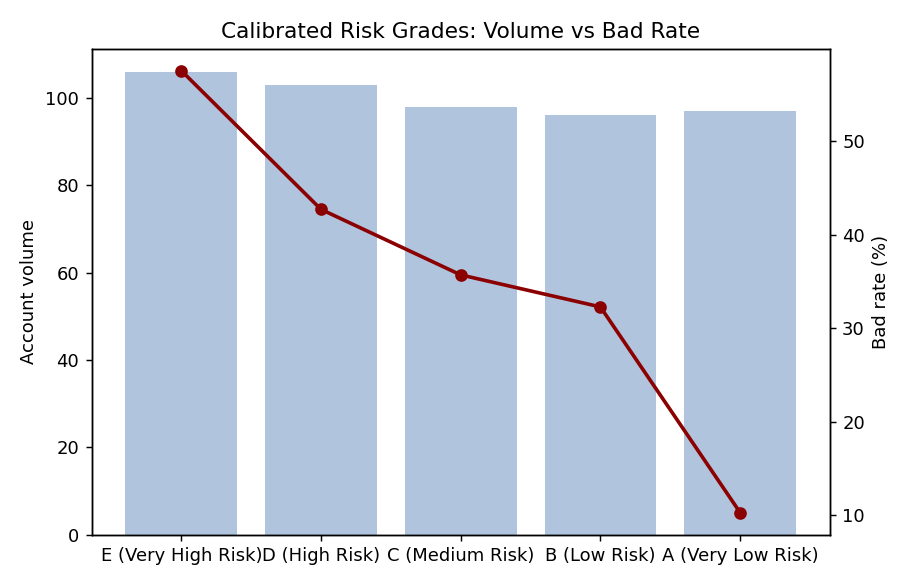 Calibrated Risk Grades: Volume vs Bad Rate
Account volume
100
80
60
40
20
0
50
40
30
20
10
Bad rate (%)
E (Very High Risk) D (High Risk) C (Medium Risk) B (Low Risk) A (Very Low Risk)